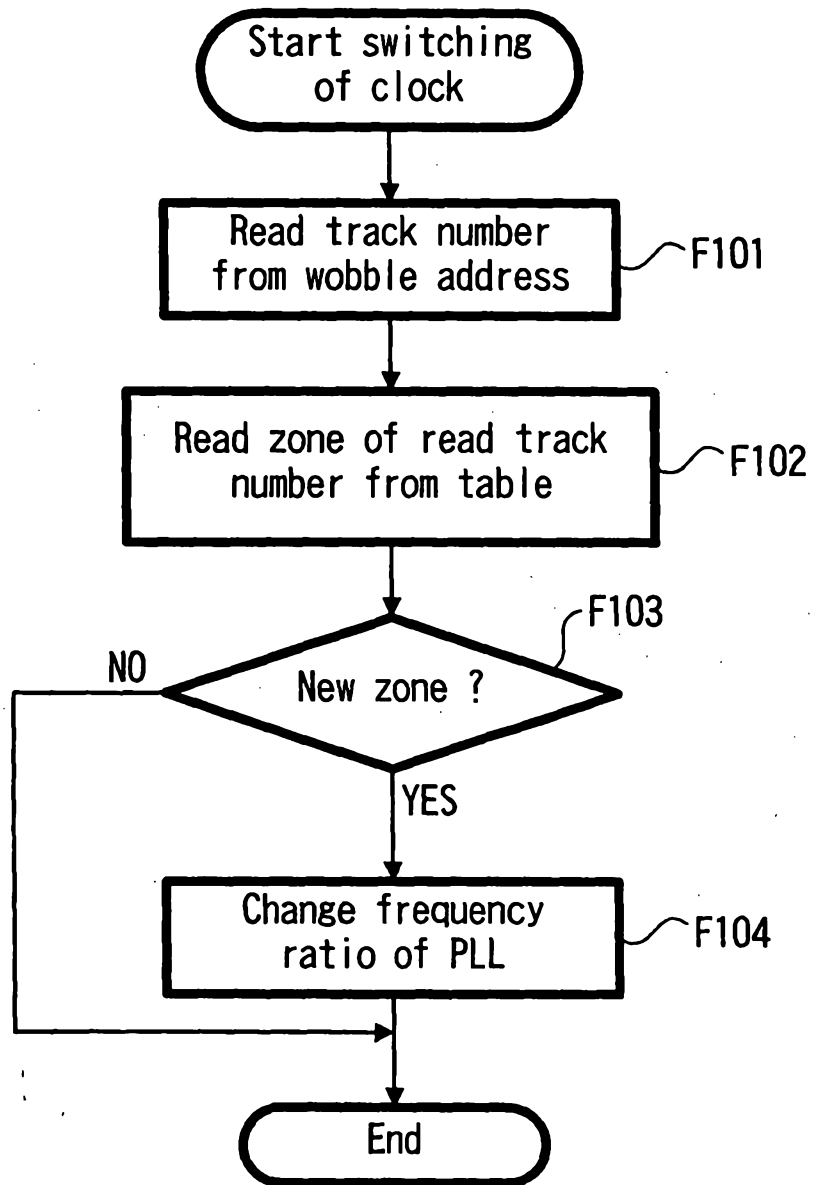 Start switching
of clock
Read track number
from wobble address
F101
Read zone of read track
number from table
F102
F103
NO
New zone ?
YES
Change frequency
ratio of PLL
F104
End